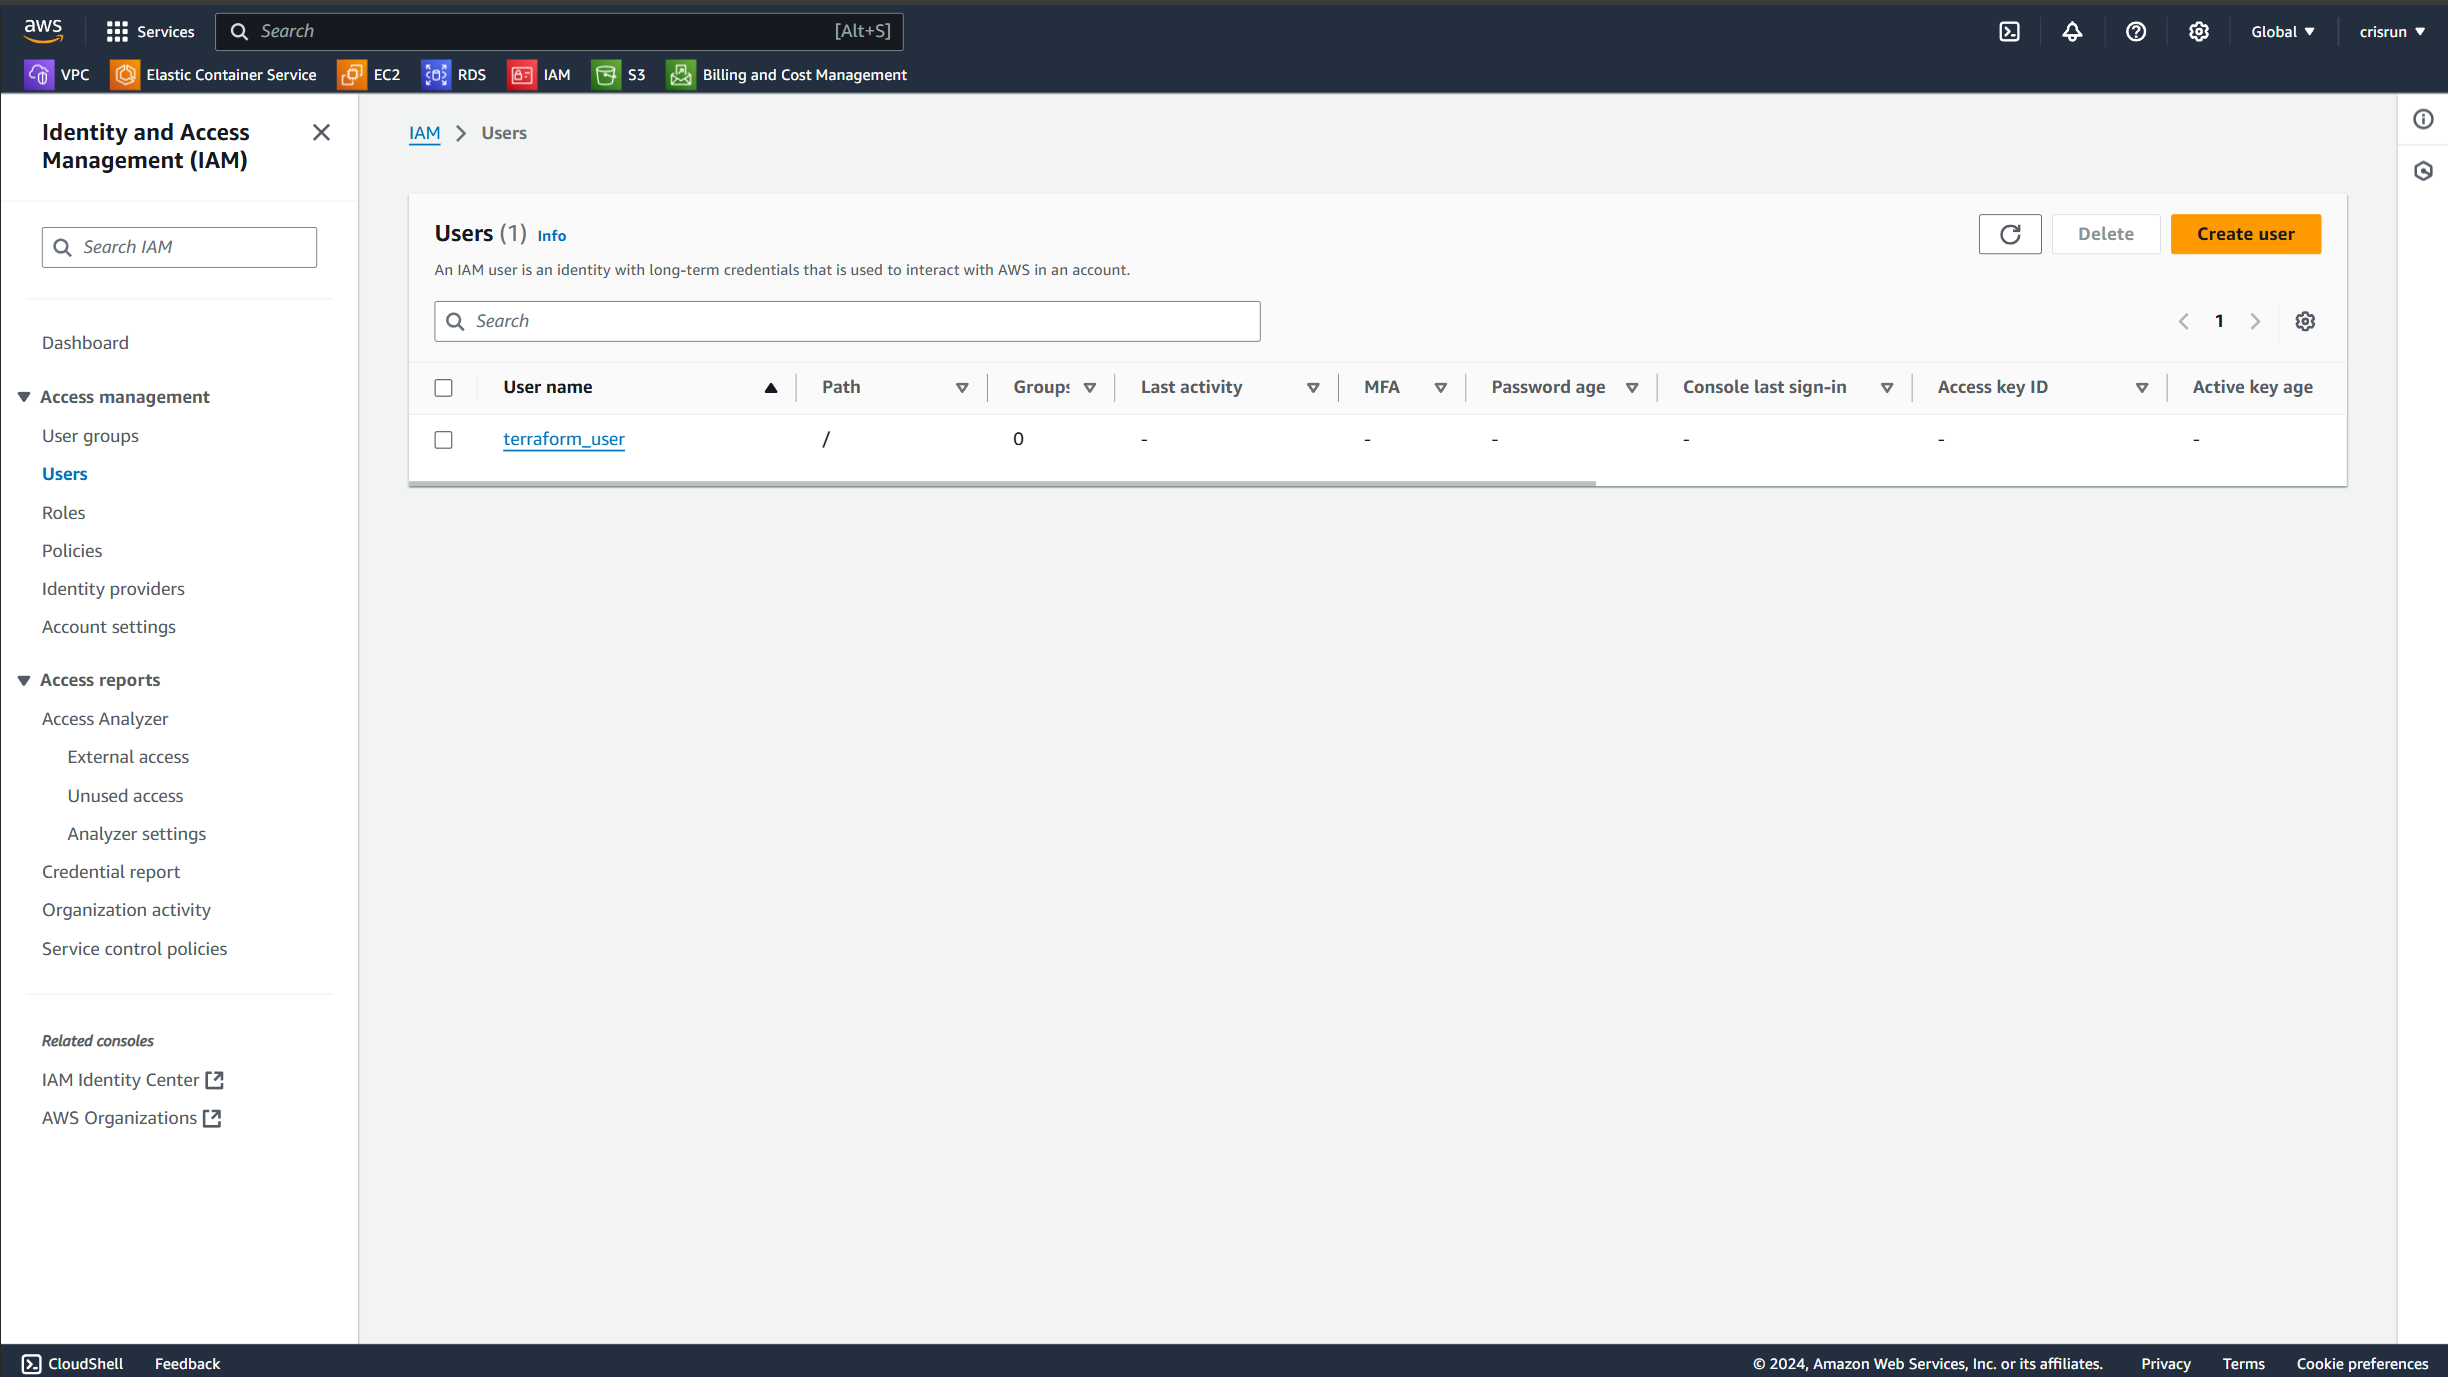 aws Services Search [Alt+S] Global crisrun
VPC Elastic Container Service EC2 RDS IAM S3 Billing and Cost Management
Identity and Access
Management (IAM)
Search IAM
Dashboard
Access management
User groups
Users
Roles
Policies
Identity providers
Account settings
Access reports
Access Analyzer
External access
Unused access
Analyzer settings
Credential report
Organization activity
Service control policies
Related consoles
IAM Identity Center
AWS Organizations
IAM Users
Users (1) Info
Delete Create user
An IAM user is an identity with long-term credentials that is used to interact with AWS in an account.
Search
1
User name Path Groups Last activity MFA Password age Console last sign-in Access key ID Active key age
terraform_user / 0 - - - - - -
CloudShell Feedback © 2024, Amazon Web Services, Inc. or its affiliates. Privacy Terms Cookie preferences